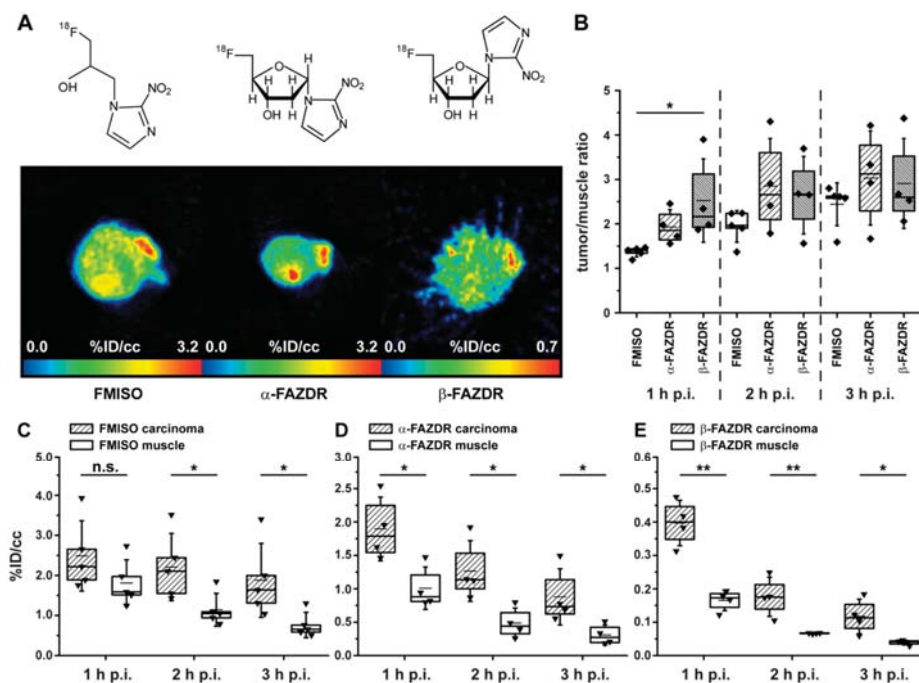 A
¹⁸F
OH
N
N
NO₂
¹⁸F
O
H
H
H
H
OH
H
N
NO₂
N
¹⁸F
O
H
H
H
OH
H
N
N
NO₂
H
0.0 %ID/cc 3.2
0.0 %ID/cc 3.2
0.0 %ID/cc 0.7
FMISO
α-FAZDR
β-FAZDR
B
tumor/muscle ratio
5
4
3
2
1
0
*
FMISO
α-FAZDR
β-FAZDR
FMISO
α-FAZDR
β-FAZDR
FMISO
α-FAZDR
β-FAZDR
1 h p.i.
2 h p.i.
3 h p.i.
C
FMISO carcinoma
FMISO muscle
%ID/cc
5.0
4.0
3.0
2.0
1.0
0.0
n.s.
*
*
1 h p.i.
2 h p.i.
3 h p.i.
D
α-FAZDR carcinoma
α-FAZDR muscle
3.0
2.5
2.0
1.5
1.0
0.5
0.0
*
*
*
1 h p.i.
2 h p.i.
3 h p.i.
E
β-FAZDR carcinoma
β-FAZDR muscle
0.6
0.5
0.4
0.3
0.2
0.1
0.0
**
**
*
1 h p.i.
2 h p.i.
3 h p.i.